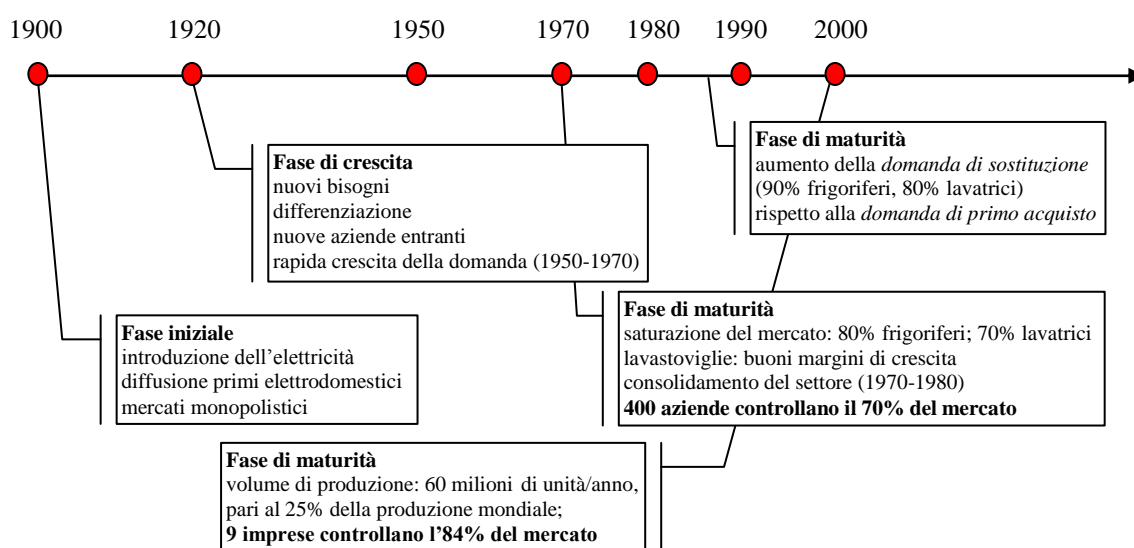 1900 1920 1950 1970 1980 1990 2000
Fase di maturità
aumento della domanda di sostituzione
(90% frigoriferi, 80% lavatrici)
rispetto alla domanda di primo acquisto
Fase di crescita
nuovi bisogni
differenziazione
nuove aziende entranti
rapida crescita della domanda (1950-1970)
Fase di maturità
saturazione del mercato: 80% frigoriferi; 70% lavatrici
lavastoviglie: buoni margini di crescita
consolidamento del settore (1970-1980)
400 aziende controllano il 70% del mercato
Fase iniziale
introduzione dell’elettricità
diffusione primi elettrodomestici
mercati monopolistici
Fase di maturità
volume di produzione: 60 milioni di unità/anno,
pari al 25% della produzione mondiale;
9 imprese controllano l’84% del mercato